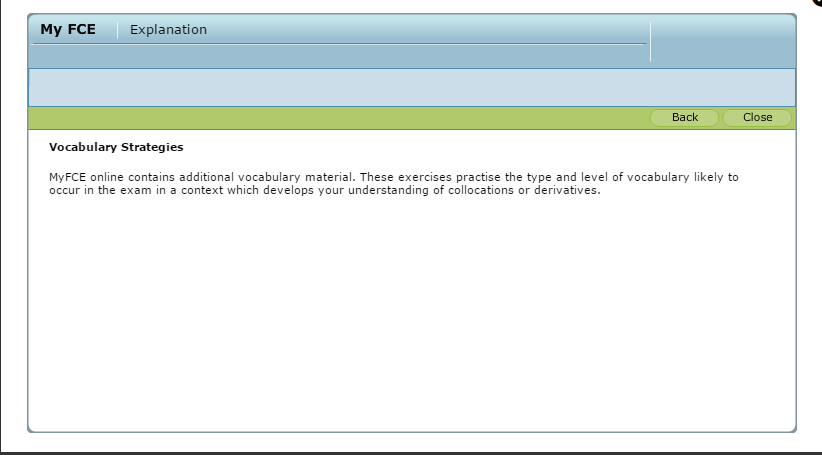 My FCE Explanation
Back Close
Vocabulary Strategies
MyFCE online contains additional vocabulary material. These exercises practise the type and level of vocabulary likely to
occur in the exam in a context which develops your understanding of collocations or derivatives.